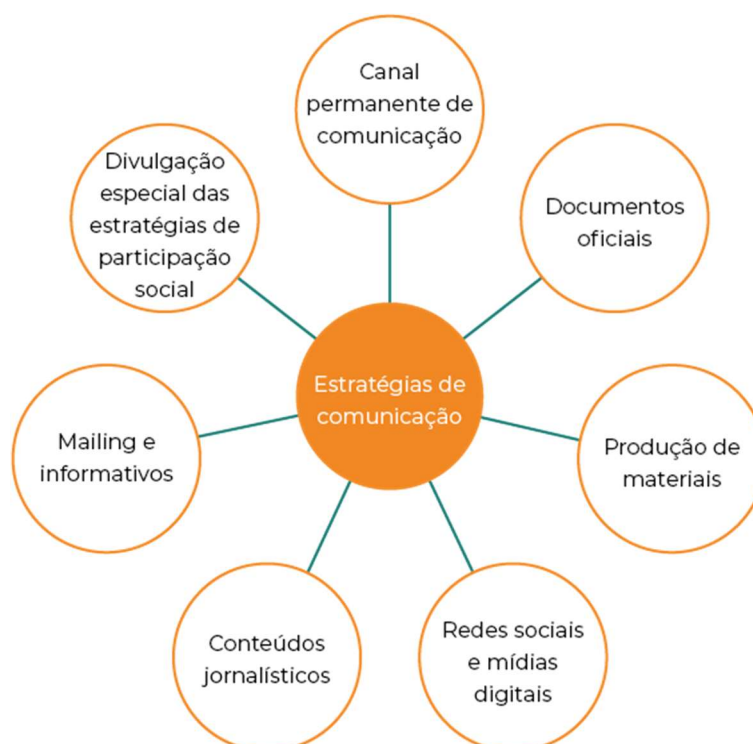 Canal
permanente de
comunicação
Divulgação
especial das
estratégias de
participação
social
Documentos
oficiais
Estratégias de
comunicação
Mailing e
informativos
Produção de
materiais
Conteúdos
jornalísticos
Redes sociais
e mídias
digitais